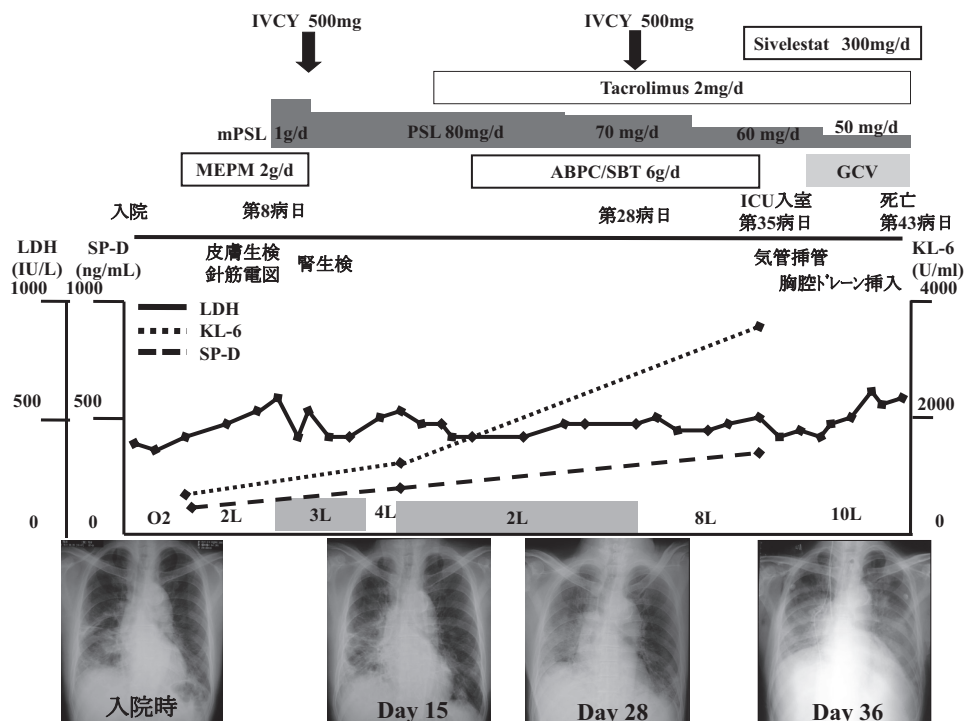 IVCY 500mg
IVCY 500mg
Sivelestat 300mg/d
Tacrolimus 2mg/d
mPSL 1g/d
PSL 80mg/d
70 mg/d
60 mg/d
50 mg/d
MEPM 2g/d
ABPC/SBT 6g/d
GCV
入院
第8病日
第28病日
ICU入室
第35病日
死亡
第43病日
皮膚生検
針筋電図
腎生検
気管挿管
胸腔ドレーン挿入
LDH
(IU/L)
SP-D
(ng/mL)
KL-6
(U/ml)
1000
1000
4000
LDH
KL-6
SP-D
500
500
2000
0
0
0
O2
2L
3L
4L
2L
8L
10L
入院時
Day 15
Day 28
Day 36